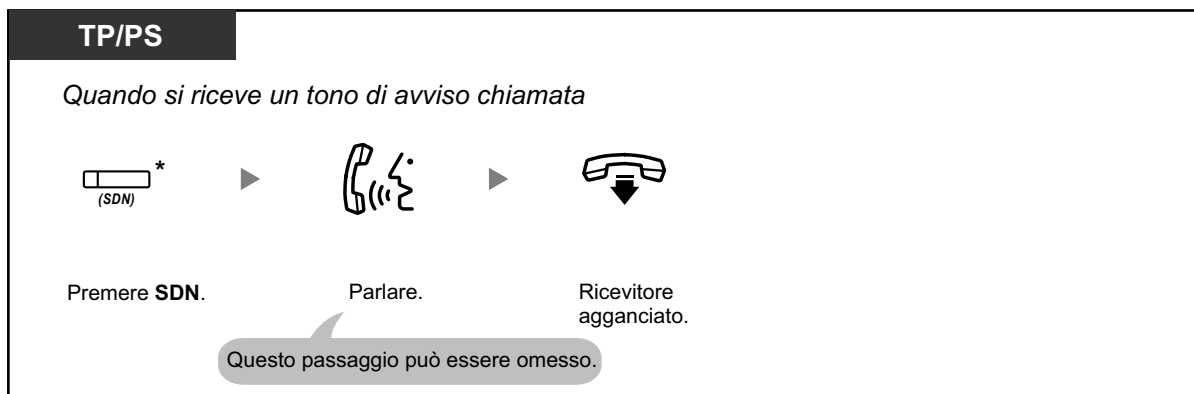 TP/PS
Quando si riceve un tono di avviso chiamata
*
(SDN)
Premere SDN.
Parlare.
Ricevitore
agganciato.
Questo passaggio può essere omesso.